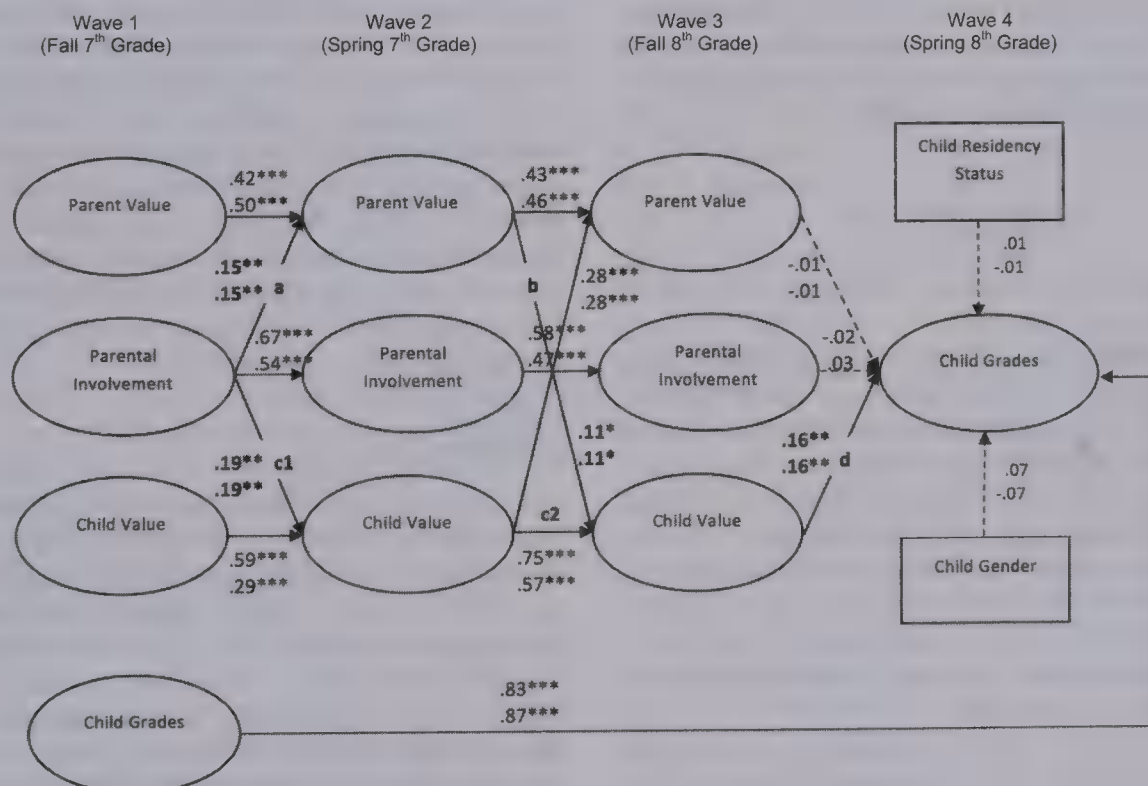 Wave 1
(Fall 7th Grade)
Wave 2
(Spring 7th Grade)
Wave 3
(Fall 8th Grade)
Wave 4
(Spring 8th Grade)
Child Residency
Status
Parent Value
.42***
.50***
Parent Value
.43***
.46***
Parent Value
.01
-.01
.15**
.15**
a
b
.28***
.28***
-.01
-.01
Parental
Involvement
.67***
.54***
Parental
Involvement
.58***
.47***
Parental
Involvement
-.02
.03
Child Grades
.19**
.19**
c1
.11*
.11*
.16**
.16**
d
.07
-.07
Child Value
.59***
.29***
Child Value
c2
.75***
.57***
Child Value
Child Gender
Child Grades
.83***
.87***